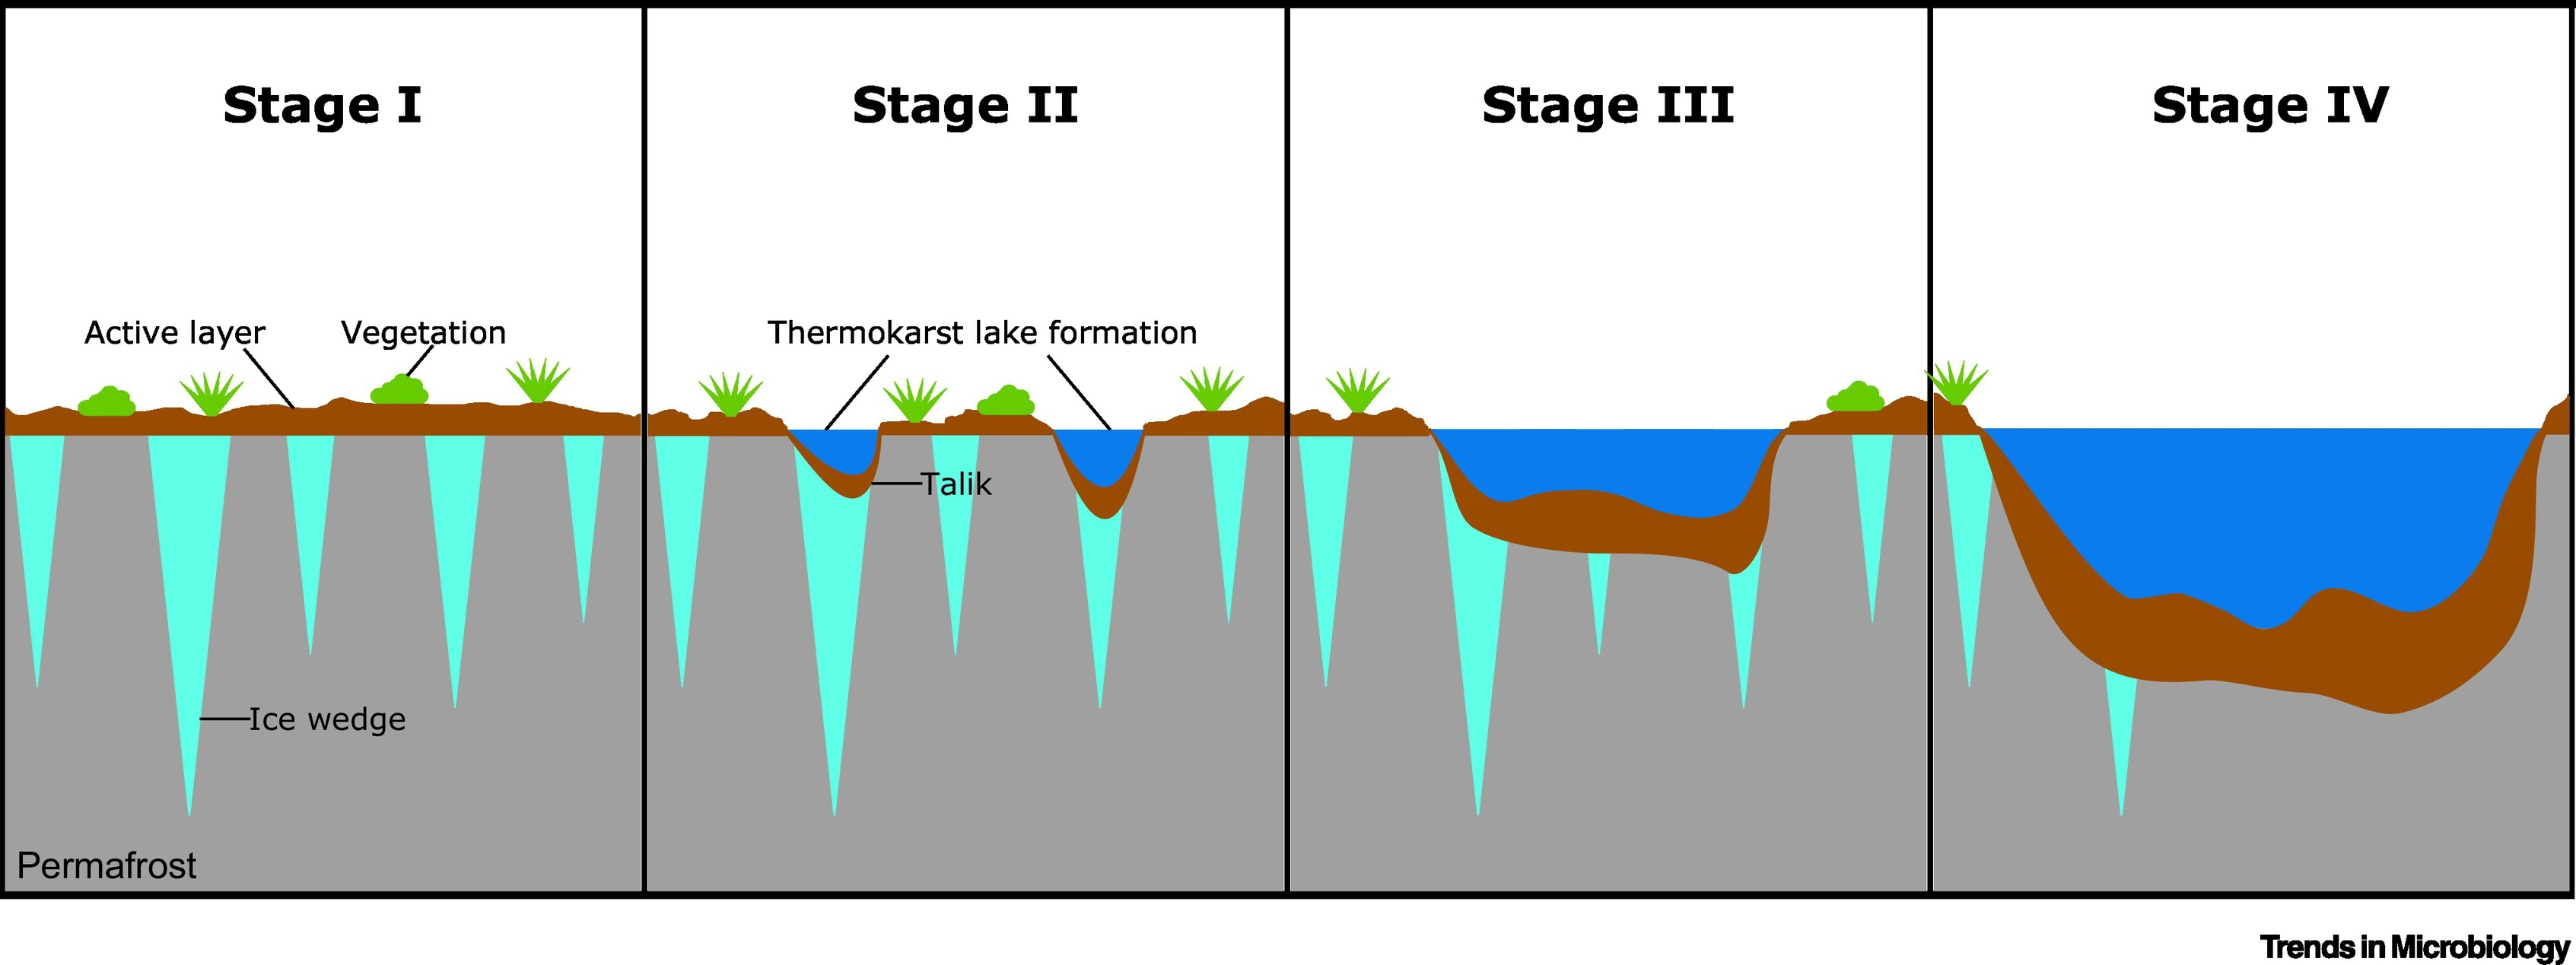 Stage I
Stage II
Stage III
Stage IV
Active layer
Vegetation
Thermokarst lake formation
Talik
Ice wedge
Permafrost
Trends in Microbiology